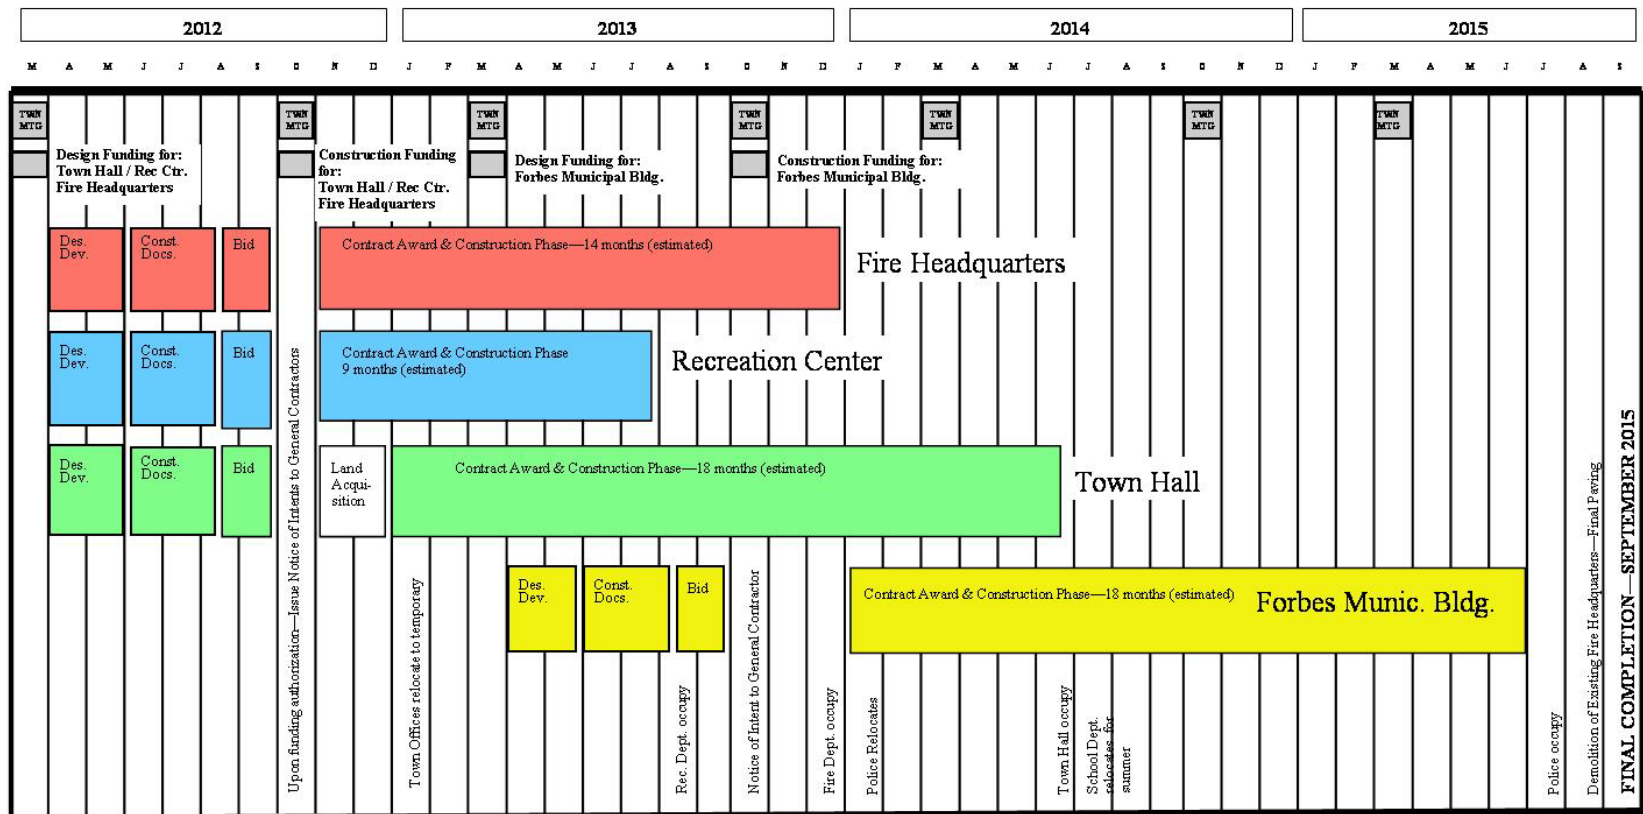 2012 2013 2014 2015
M A M J J A S O N D J F M A M J J A S O N D J F M A M J J A S O N D J F M A M J J A S
TWN
MTG
TWN
MTG
TWN
MTG
TWN
MTG
TWN
MTG
TWN
MTG
TWN
MTG
Design Funding for:
Town Hall / Rec Ctr.
Fire Headquarters
Construction Funding
for:
Town Hall / Rec Ctr.
Fire Headquarters
Design Funding for:
Forbes Municipal Bldg.
Construction Funding for:
Forbes Municipal Bldg.
Des.
Dev.
Const.
Docs.
Bid
Contract Award & Construction Phase—14 months (estimated)
Fire Headquarters
Des.
Dev.
Const.
Docs.
Bid
Contract Award & Construction Phase
9 months (estimated)
Recreation Center
Des.
Dev.
Const.
Docs.
Bid
Land
Acqui-
sition
Contract Award & Construction Phase—18 months (estimated)
Town Hall
Des.
Dev.
Const.
Docs.
Bid
Contract Award & Construction Phase—18 months (estimated)
Forbes Munic. Bldg.
Upon funding authorization—Issue Notice of Intents to General Contractors
Town Offices relocate to temporary
Rec. Dept. occupy
Notice of Intent to General Contractor
Fire Dept. occupy
Police Relocates
Town Hall occupy
School Dept.
relocates for
summer
Police occupy
Demolition of Existing Fire Headquarters—Final Paving
FINAL COMPLETION—SEPTEMBER 2015